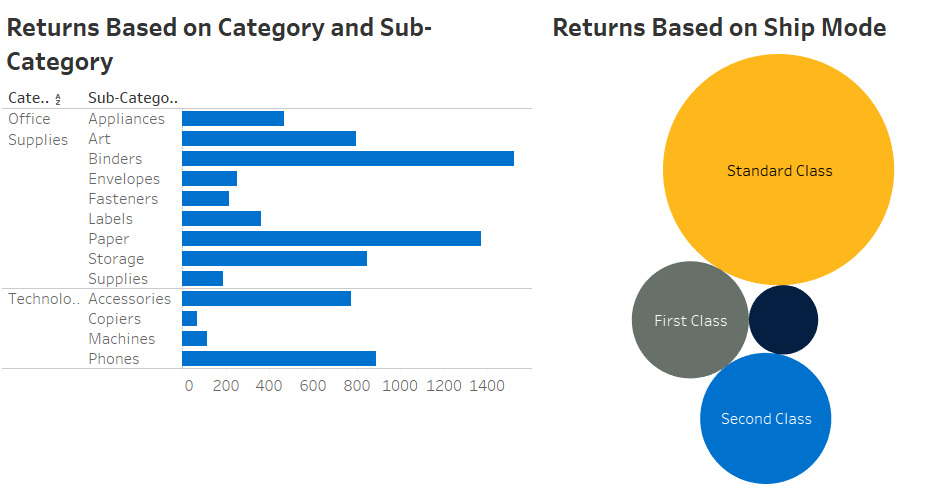 Returns Based on Category and Sub-
Category
Cate.. Sub-Catego..
Office Supplies Appliances
Art
Binders
Envelopes
Fasteners
Labels
Paper
Storage
Supplies
Technolo.. Accessories
Copiers
Machines
Phones
0 200 400 600 800 1000 1200 1400
Returns Based on Ship Mode
Standard Class
First Class
Second Class